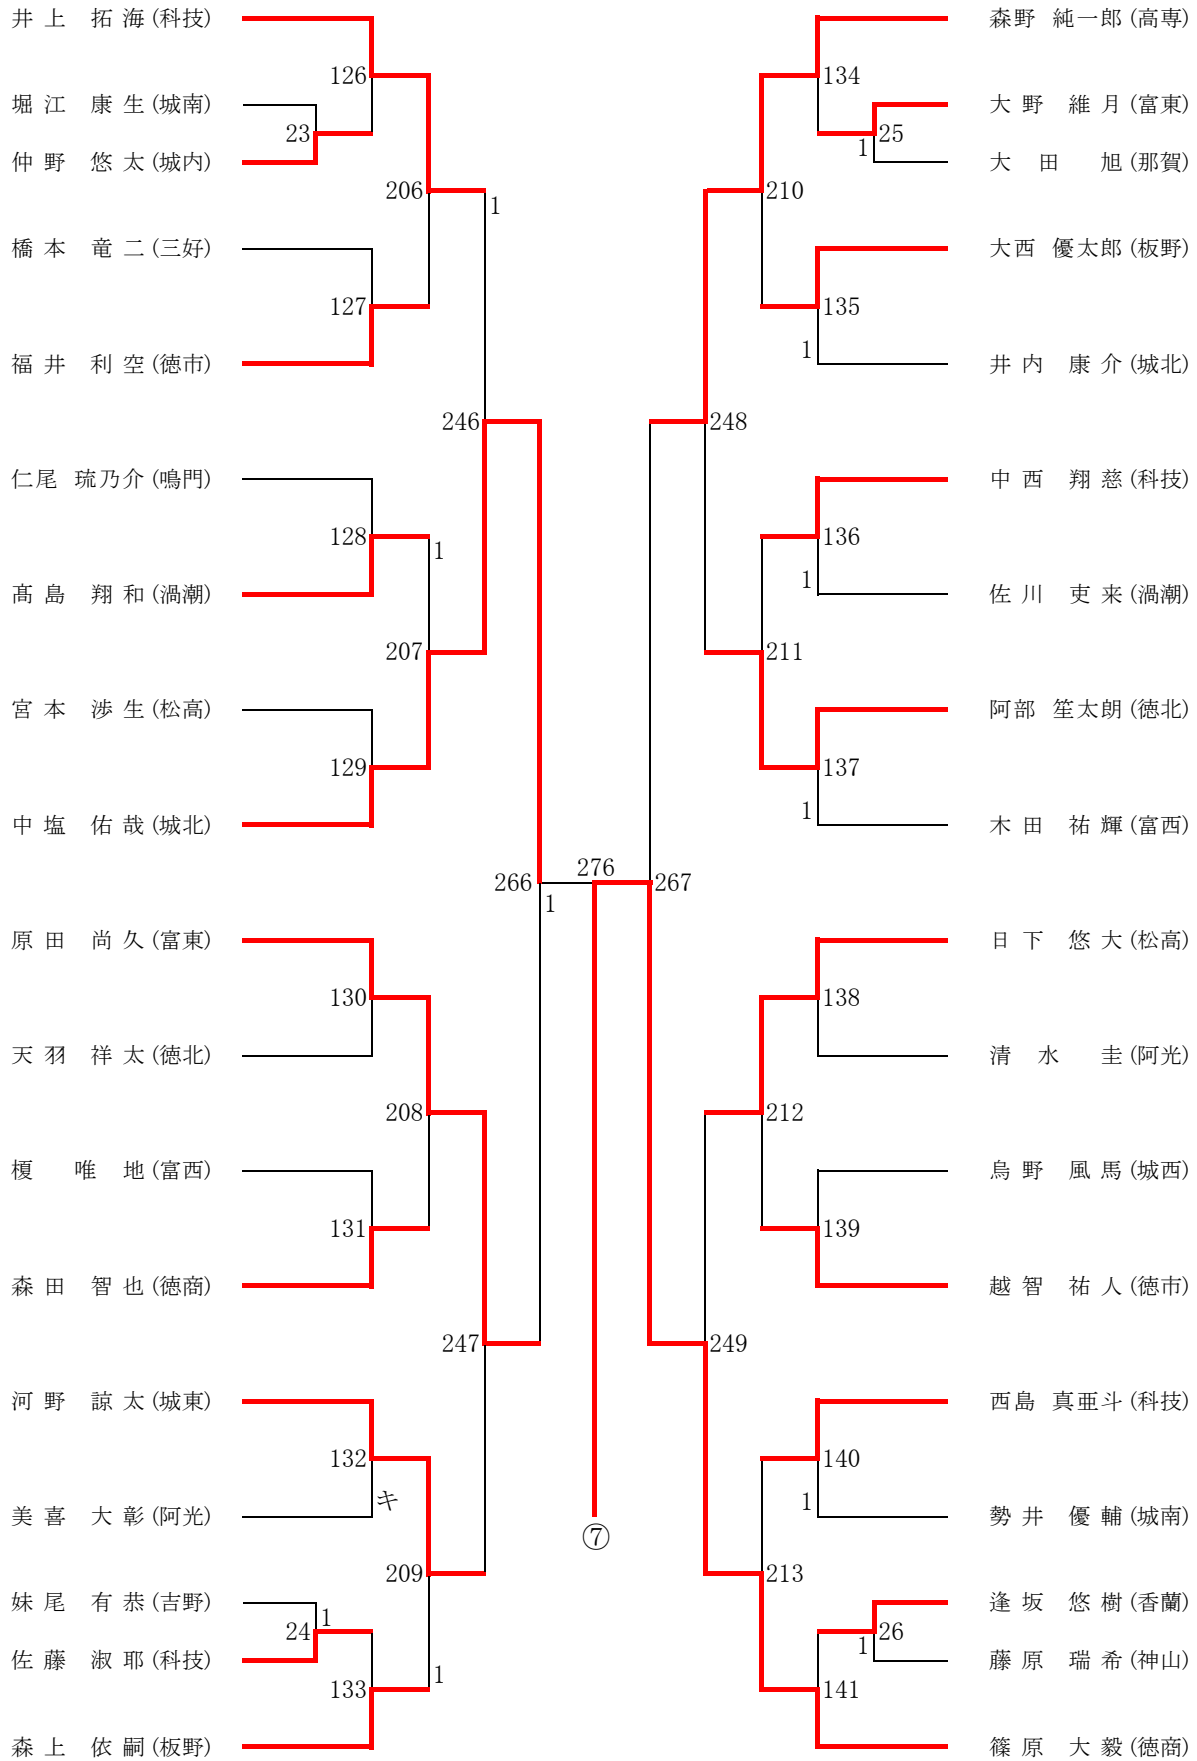 井上 拓海 (科技)
126
堀江 康生 (城南)
23
仲野 悠太 (城内)
206
1
橋本 竜二 (三好)
127
福井 利空 (徳市)
246
仁尾 琉乃介 (鳴門)
128
1
髙島 翔和 (渦潮)
207
宮本 渉生 (松高)
129
中塩 佑哉 (城北)
266
1
276
原田 尚久 (富東)
130
天羽 祥太 (徳北)
208
榎 唯地 (富西)
131
森田 智也 (徳商)
247
河野 諒太 (城東)
132
キ
美喜 大彰 (阿光)
209
妹尾 有恭 (吉野)
1
24
佐藤 淑耶 (科技)
133
1
森上 依嗣 (板野)
⑦
森野 純一郎 (高専)
134
大野 維月 (富東)
25
1
大田 旭 (那賀)
210
大西 優太郎 (板野)
135
1
井内 康介 (城北)
248
中西 翔慈 (科技)
136
1
佐川 吏来 (渦潮)
211
阿部 笙太朗 (徳北)
137
1
木田 祐輝 (富西)
267
日下 悠大 (松高)
138
清水 圭 (阿光)
212
烏野 風馬 (城西)
139
越智 祐人 (徳市)
249
西島 真亜斗 (科技)
140
1
勢井 優輔 (城南)
213
逢坂 悠樹 (香蘭)
26
1
藤原 瑞希 (神山)
141
篠原 大毅 (徳商)